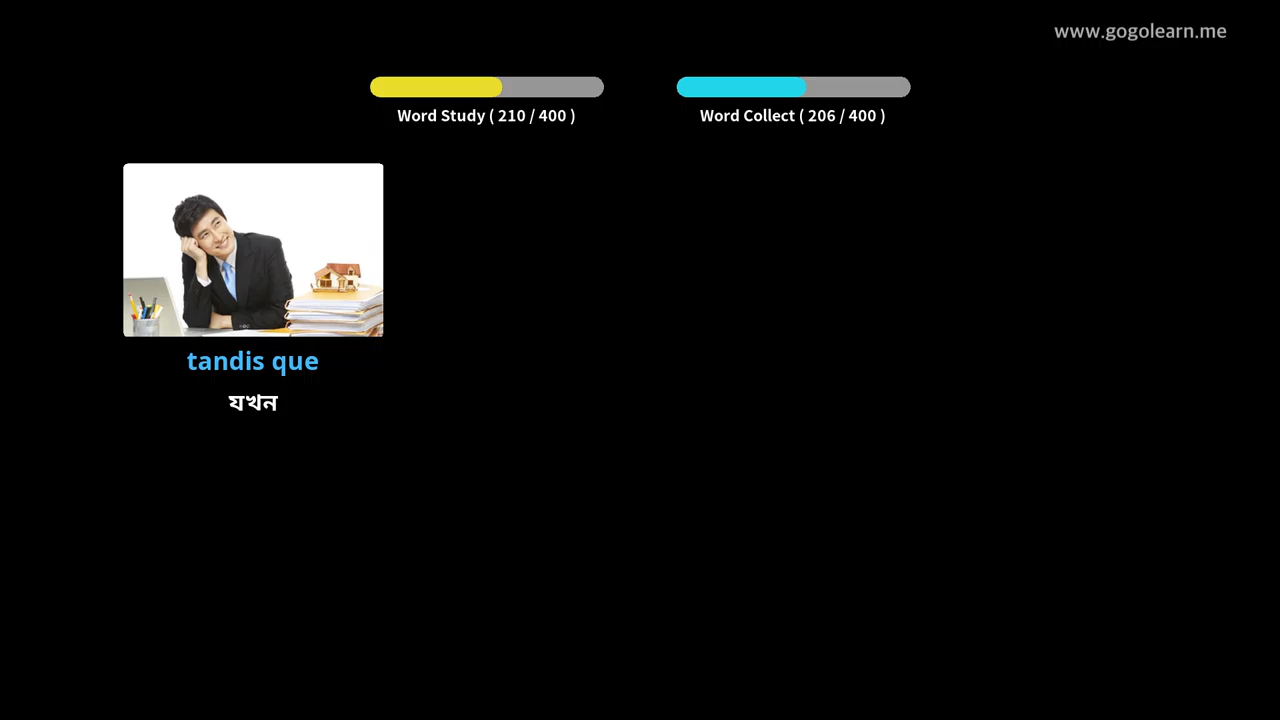 www.gogolearn.me
Word Study ( 210 / 400 )
Word Collect ( 206 / 400 )
tandis que
যখন